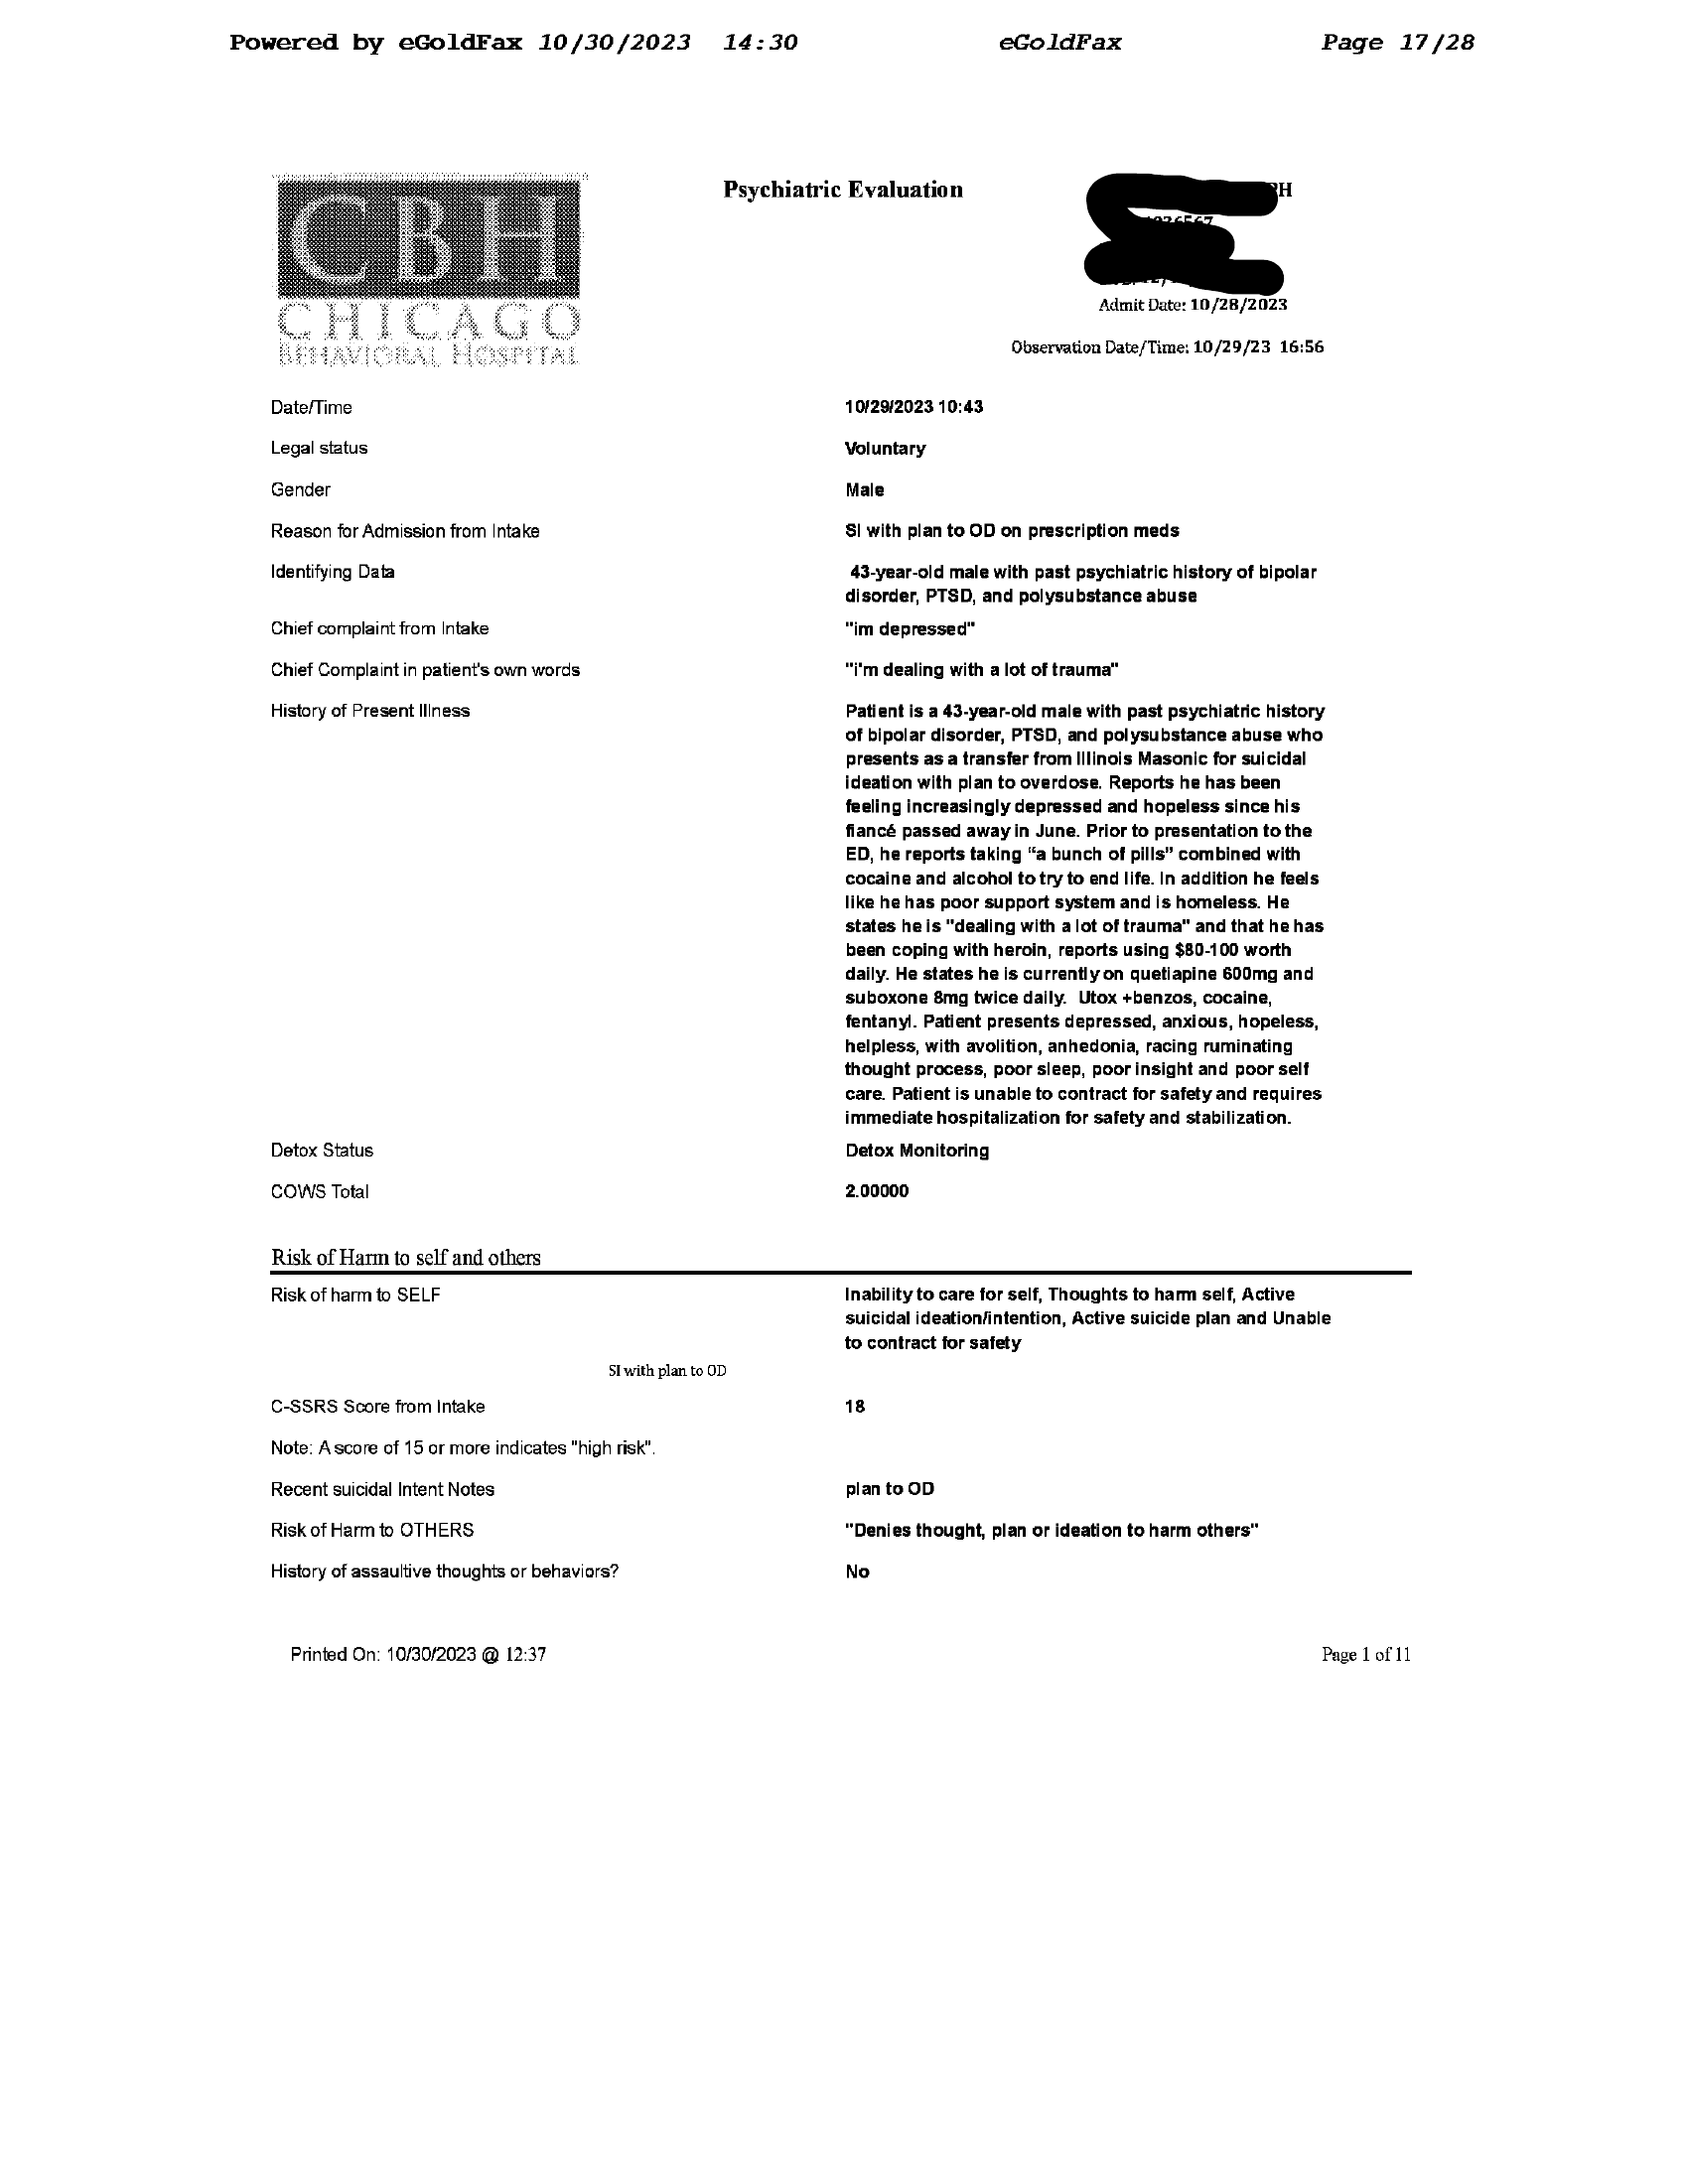 Powered by eGoldFax 10/30/2023 14:30 eGoldFax Page 17/28
CBH
CHICAGO
BEHAVIORAL HOSPITAL
Psychiatric Evaluation
Admit Date: 10/28/2023
Observation Date/Time: 10/29/23 16:56
Date/Time 10/29/2023 10:43
Legal status Voluntary
Gender Male
Reason for Admission from Intake SI with plan to OD on prescription meds
Identifying Data 43-year-old male with past psychiatric history of bipolar
disorder, PTSD, and polysubstance abuse
Chief complaint from Intake "im depressed"
Chief Complaint in patient's own words "i'm dealing with a lot of trauma"
History of Present Illness Patient is a 43-year-old male with past psychiatric history
of bipolar disorder, PTSD, and polysubstance abuse who
presents as a transfer from Illinois Masonic for suicidal
ideation with plan to overdose. Reports he has been
feeling increasingly depressed and hopeless since his
fiancé passed away in June. Prior to presentation to the
ED, he reports taking “a bunch of pills” combined with
cocaine and alcohol to try to end life. In addition he feels
like he has poor support system and is homeless. He
states he is "dealing with a lot of trauma" and that he has
been coping with heroin, reports using $80-100 worth
daily. He states he is currently on quetiapine 600mg and
suboxone 8mg twice daily. Utox +benzos, cocaine,
fentanyl. Patient presents depressed, anxious, hopeless,
helpless, with avolition, anhedonia, racing ruminating
thought process, poor sleep, poor insight and poor self
care. Patient is unable to contract for safety and requires
immediate hospitalization for safety and stabilization.
Detox Status Detox Monitoring
COWS Total 2.00000
Risk of Harm to self and others
Risk of harm to SELF Inability to care for self, Thoughts to harm self, Active
suicidal ideation/intention, Active suicide plan and Unable
to contract for safety
SI with plan to OD
C-SSRS Score from Intake 18
Note: A score of 15 or more indicates "high risk".
Recent suicidal Intent Notes plan to OD
Risk of Harm to OTHERS "Denies thought, plan or ideation to harm others"
History of assaultive thoughts or behaviors? No
Printed On: 10/30/2023 @ 12:37 Page 1 of 11